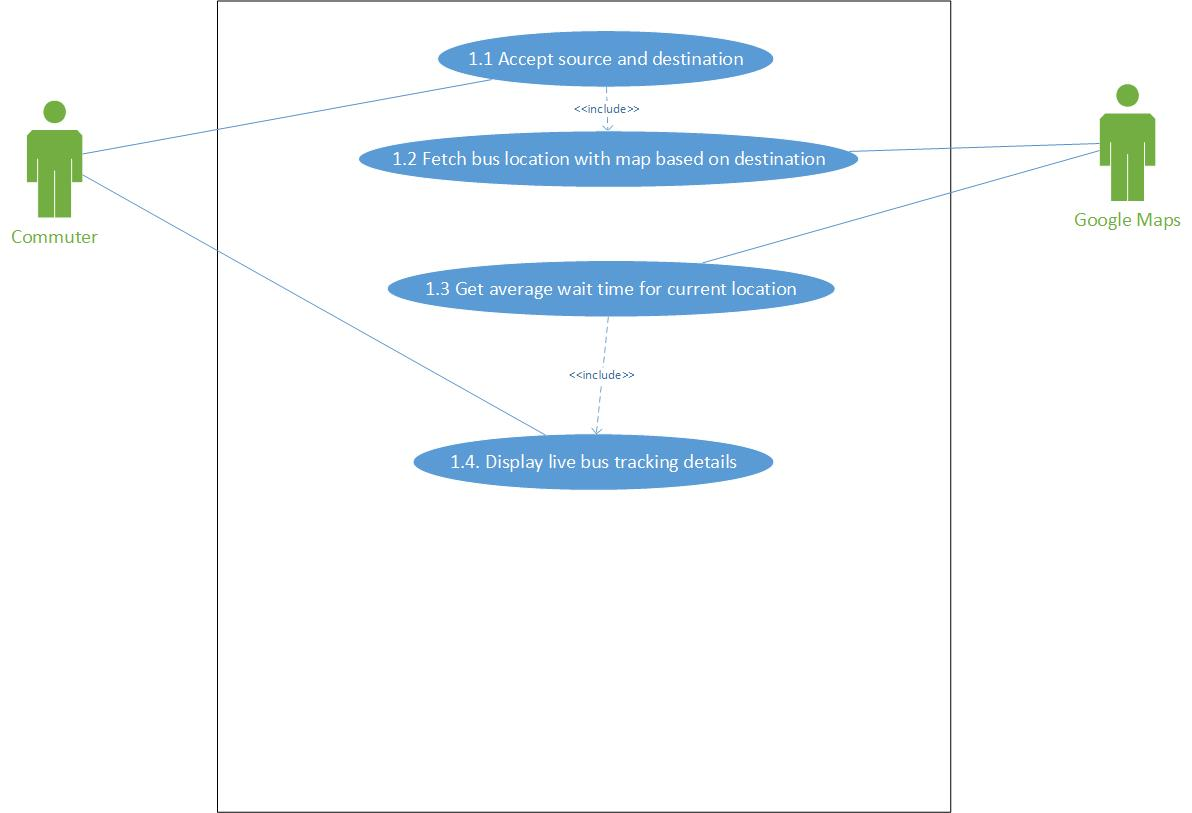 1.1 Accept source and destination
<<include>>
1.2 Fetch bus location with map based on destination
Google Maps
Commuter
1.3 Get average wait time for current location
<<include>>
1.4. Display live bus tracking details